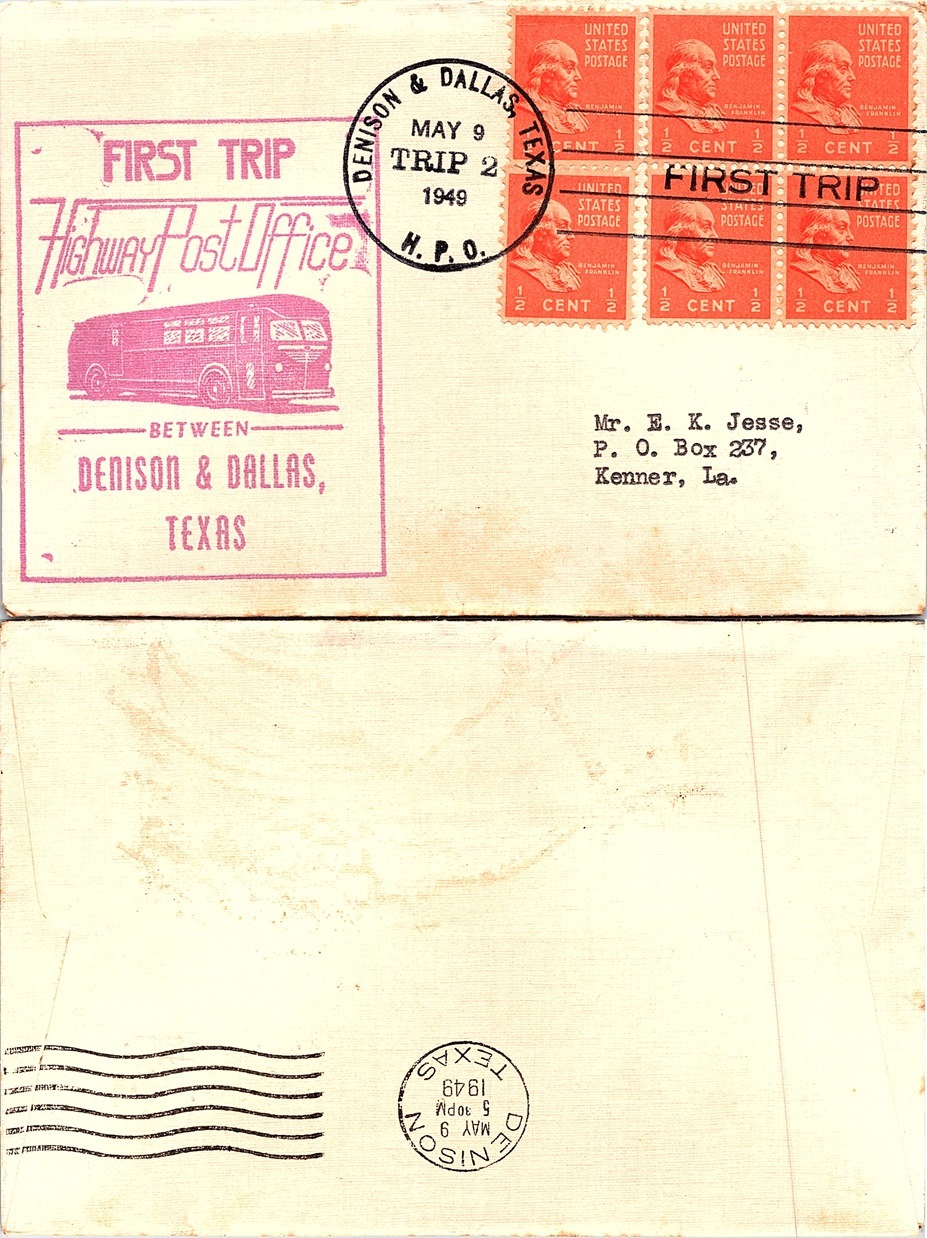 FIRST TRIP
Highway Post Office
BETWEEN
DENISON & DALLAS,
TEXAS
DENISON & DALLAS, TEXAS
MAY 9
TRIP 2
1949
H. P. O.
UNITED STATES POSTAGE
BENJAMIN FRANKLIN
1/2 CENT 1/2
UNITED STATES POSTAGE
BENJAMIN FRANKLIN
1/2 CENT 1/2
UNITED STATES POSTAGE
BENJAMIN FRANKLIN
1/2 CENT 1/2
FIRST TRIP
UNITED STATES POSTAGE
BENJAMIN FRANKLIN
1/2 CENT 1/2
UNITED STATES POSTAGE
BENJAMIN FRANKLIN
1/2 CENT 1/2
UNITED STATES POSTAGE
BENJAMIN FRANKLIN
1/2 CENT 1/2
Mr. E. K. Jesse,
P. O. Box 237,
Kenner, La.
DENISON
MAY 9
5 30PM
1949
TEXAS